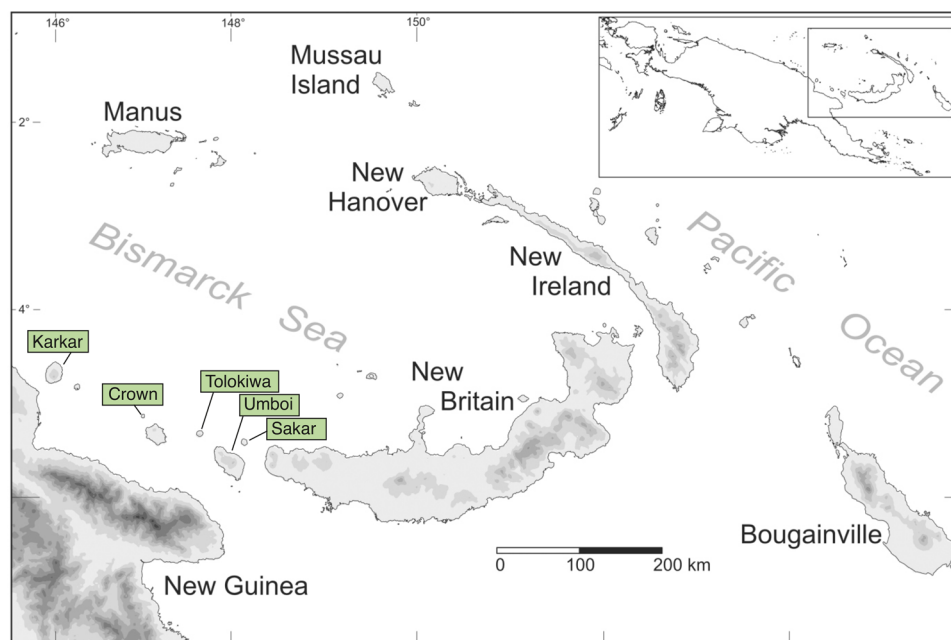 146°
148°
150°
Mussau
Island
Manus
2°
New
Hanover
Bismarck Sea
Pacific
Ocean
New
Ireland
4°
Karkar
Crown
Tolokiwa
Umboi
Sakar
New
Britain
Bougainville
New Guinea
0 100 200 km